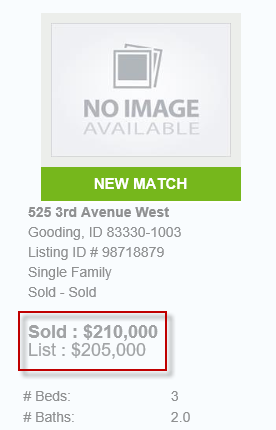 NO IMAGE
AVAILABLE
NEW MATCH
525 3rd Avenue West
Gooding, ID 83330-1003
Listing ID # 98718879
Single Family
Sold - Sold
Sold : $210,000
List : $205,000
# Beds: 3
# Baths: 2.0